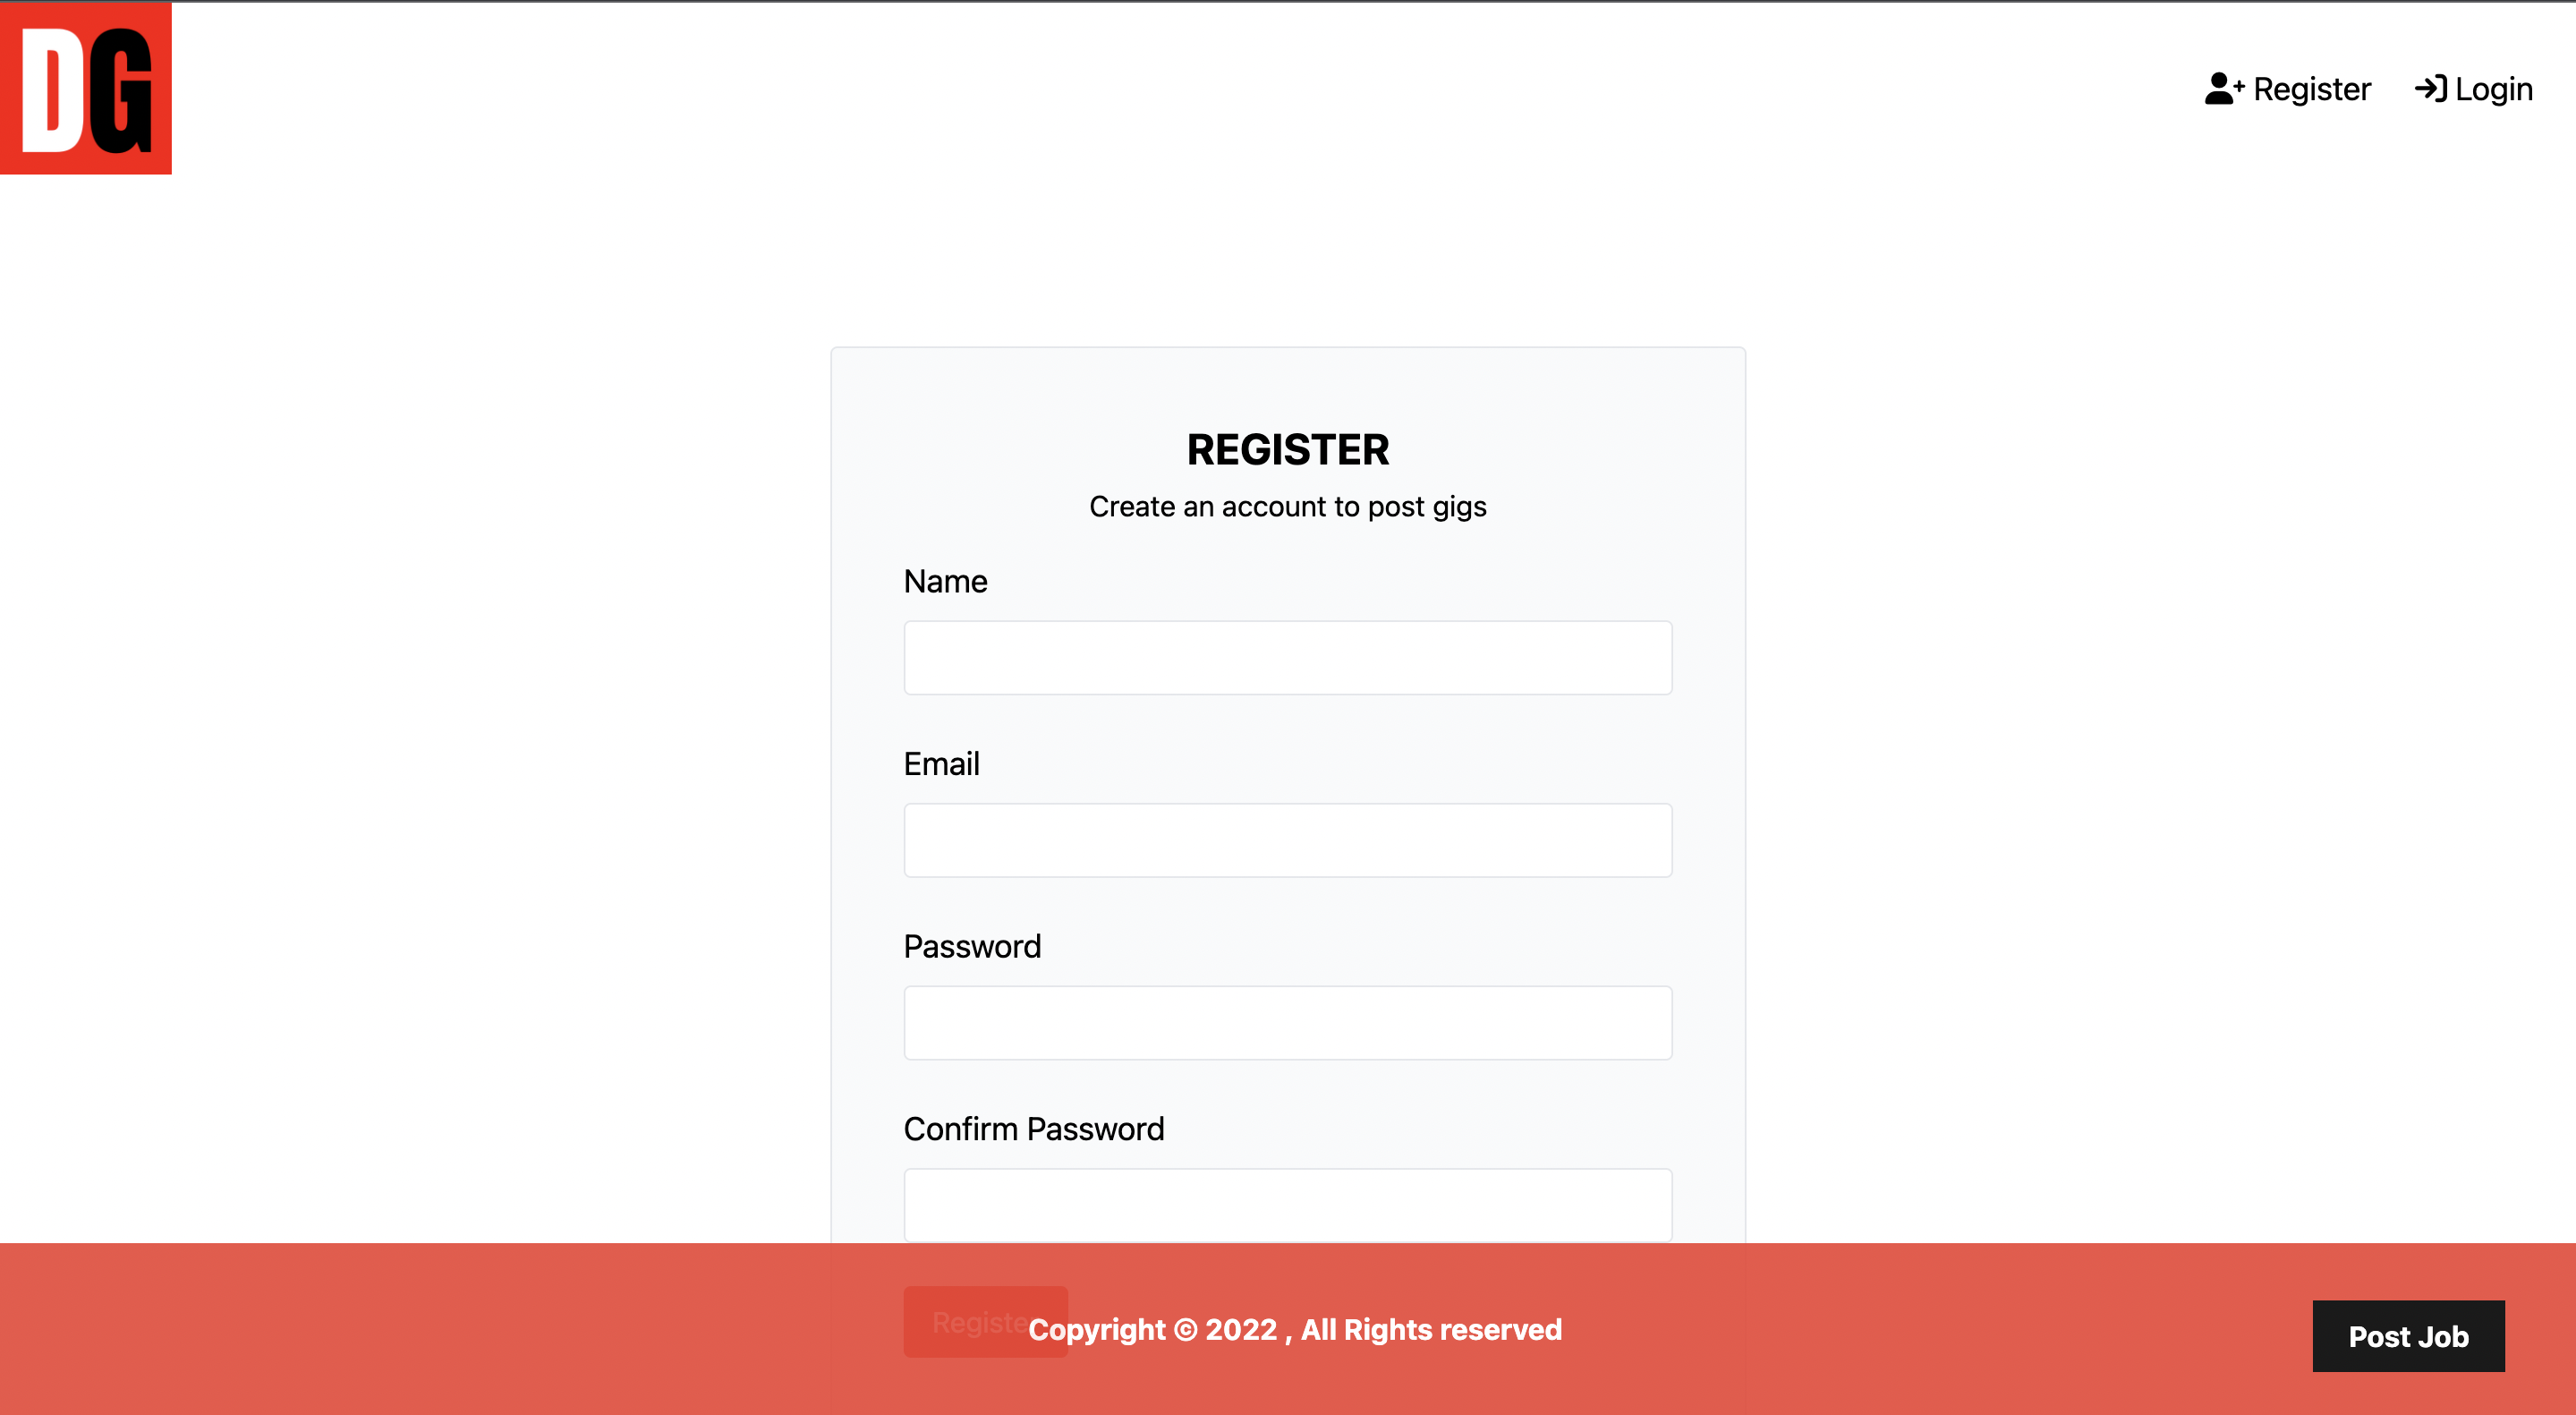 DG
Register
Login
REGISTER
Create an account to post gigs
Name
Email
Password
Confirm Password
Register
Copyright © 2022 , All Rights reserved
Post Job